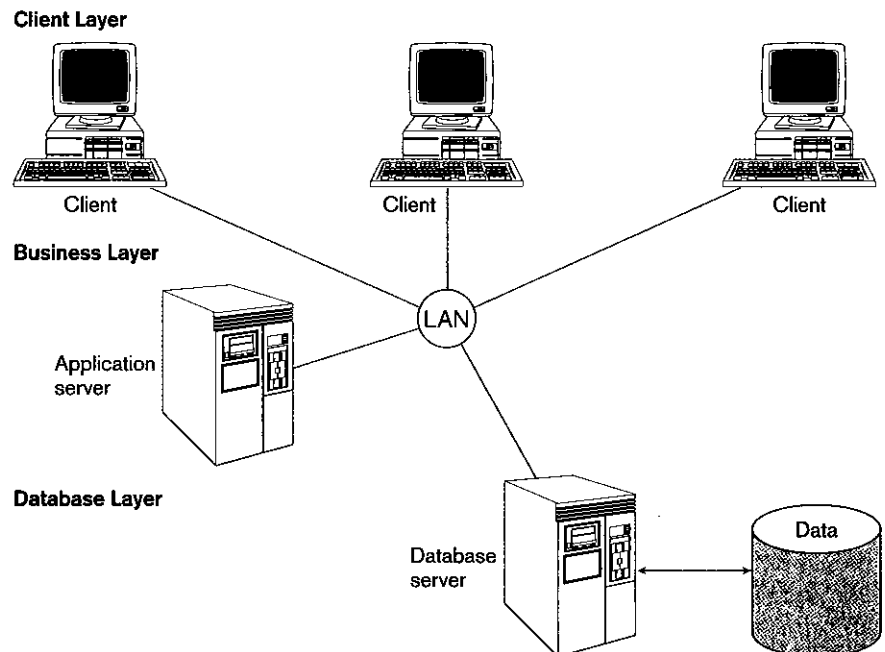 Client Layer
Client
Client
Client
Business Layer
LAN
Application
server
Database Layer
Data
Database
server